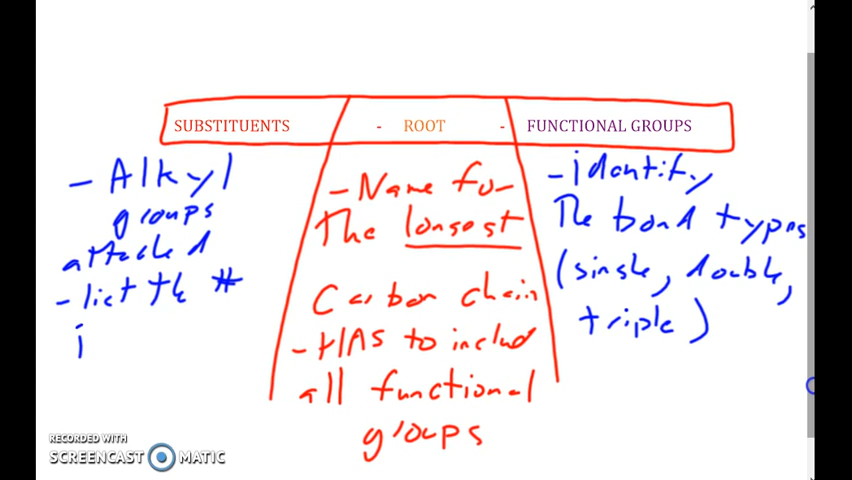 SUBSTITUENTS - ROOT - FUNCTIONAL GROUPS
- Alkyl
groups
attached
- list the #
i
- Name for
The longest
Carbon chain
- HAS to includ
all functional
groups
- identify
The bond types
(single, double,
triple)
RECORDED WITH
SCREENCAST MATIC